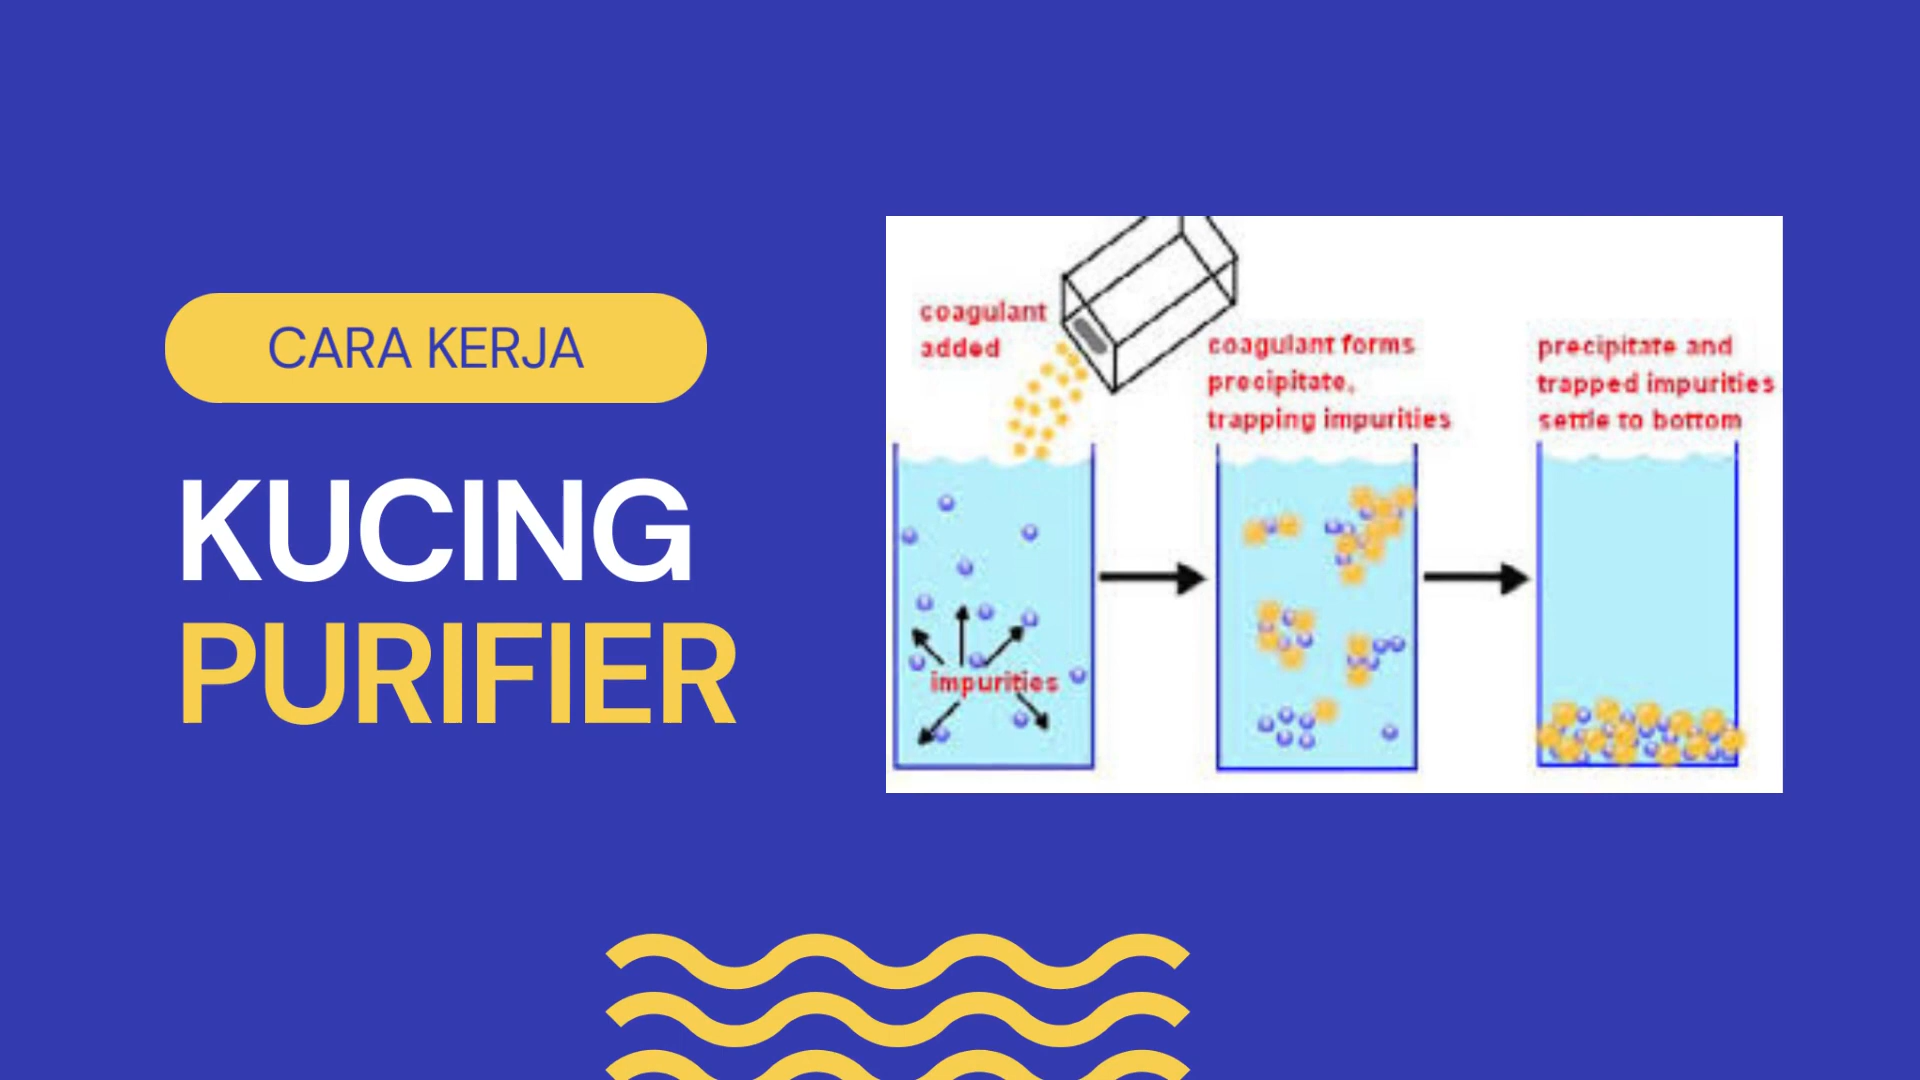 CARA KERJA
KUCING
PURIFIER
coagulant
added
coagulant forms
precipitate,
trapping impurities
precipitate and
trapped impurities
settle to bottom
impurities